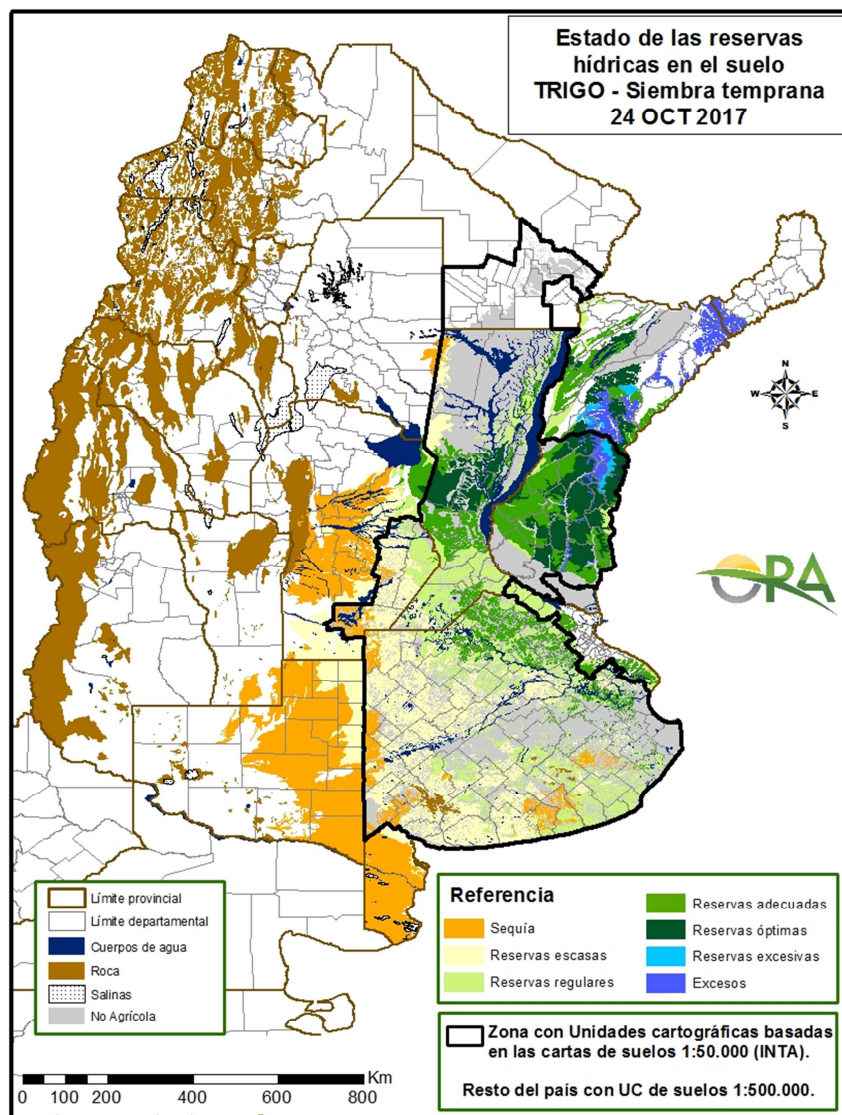 Estado de las reservas
hídricas en el suelo
TRIGO - Siembra temprana
24 OCT 2017
N
W E
S
OPA
Límite provincial
Límite departamental
Cuerpos de agua
Roca
Salinas
No Agrícola
Referencia
Sequía
Reservas escasas
Reservas regulares
Reservas adecuadas
Reservas óptimas
Reservas excesivas
Excesos
Zona con Unidades cartográficas basadas
en las cartas de suelos 1:50.000 (INTA).
Resto del país con UC de suelos 1:500.000.
Km
0 100 200 400 600 800